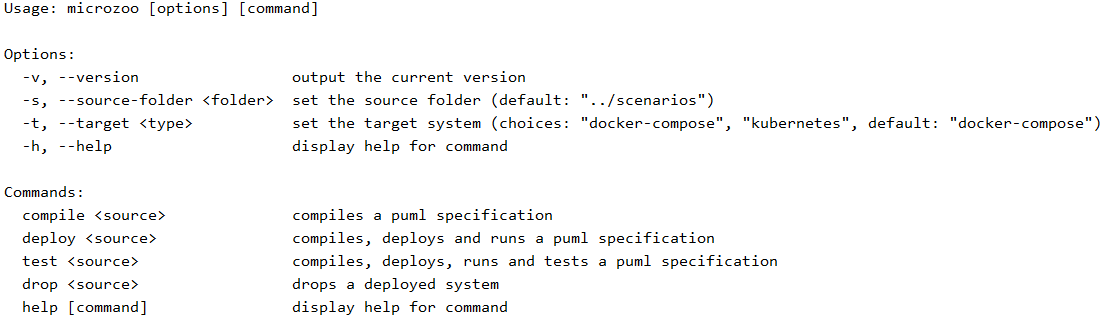 Usage: microzoo [options] [command]

Options:
  -v, --version                 output the current version
  -s, --source-folder <folder>  set the source folder (default: "../scenarios")
  -t, --target <type>           set the target system (choices: "docker-compose", "kubernetes", default: "docker-compose")
  -h, --help                    display help for command

Commands:
  compile <source>              compiles a puml specification
  deploy <source>               compiles, deploys and runs a puml specification
  test <source>                 compiles, deploys, runs and tests a puml specification
  drop <source>                 drops a deployed system
  help [command]                display help for command